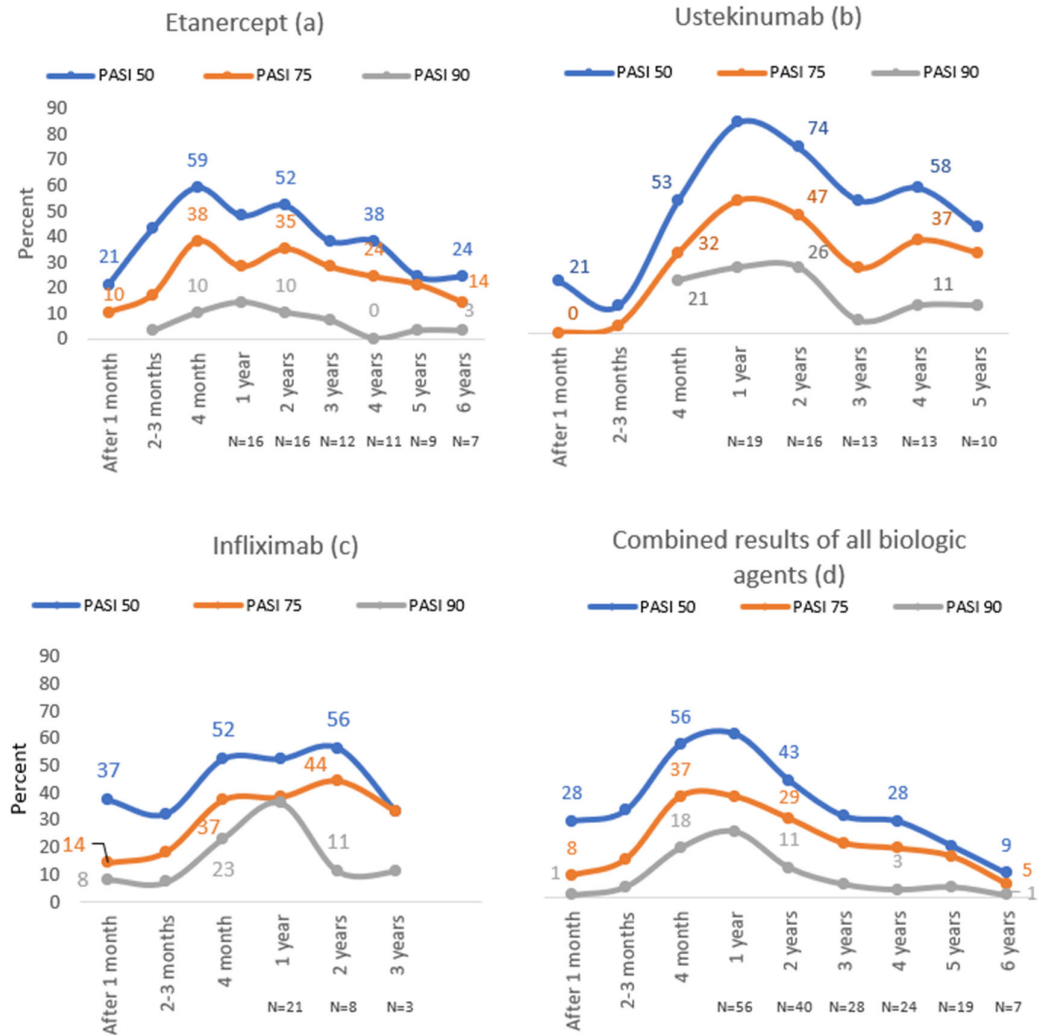 Etanercept (a)
PASI 50 PASI 75 PASI 90
Percent
90
80
70
60
50
40
30
20
10
0
21
59
52
38
24
10
38
35
24
14
10
10
0
3
After 1 month
2-3 months
4 month
1 year
2 years
3 years
4 years
5 years
6 years
N=16 N=16 N=12 N=11 N=9 N=7
Ustekinumab (b)
PASI 50 PASI 75 PASI 90
21
53
74
58
0
32
47
37
21
26
11
After 1 month
2-3 months
4 month
1 year
2 years
3 years
4 years
5 years
N=19 N=16 N=13 N=13 N=10
Infliximab (c)
PASI 50 PASI 75 PASI 90
Percent
90
80
70
60
50
40
30
20
10
0
37
52
56
14
37
44
8
23
11
After 1 month
2-3 months
4 month
1 year
2 years
3 years
N=21 N=8 N=3
Combined results of all biologic
agents (d)
PASI 50 PASI 75 PASI 90
28
56
43
28
9
8
37
29
5
1
18
11
3
1
After 1 month
2-3 months
4 month
1 year
2 years
3 years
4 years
5 years
6 years
N=56 N=40 N=28 N=24 N=19 N=7